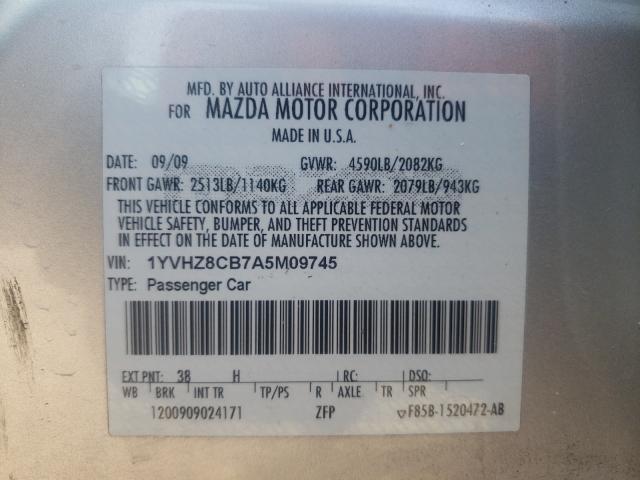 MFD. BY AUTO ALLIANCE INTERNATIONAL, INC.
FOR MAZDA MOTOR CORPORATION
MADE IN U.S.A.
DATE: 09/09 GVWR: 4590LB/2082KG
FRONT GAWR: 2513LB/1140KG REAR GAWR: 2079LB/943KG
THIS VEHICLE CONFORMS TO ALL APPLICABLE FEDERAL MOTOR
VEHICLE SAFETY, BUMPER, AND THEFT PREVENTION STANDARDS
IN EFFECT ON THE DATE OF MANUFACTURE SHOWN ABOVE.
VIN: 1YVHZ8CB7A5M09745
TYPE: Passenger Car
EXT PNT: 38 H RC: DSO:
WB BRK INT TR TP/PS R AXLE TR SPR
1200909024171 ZFP F85B-1520472-AB